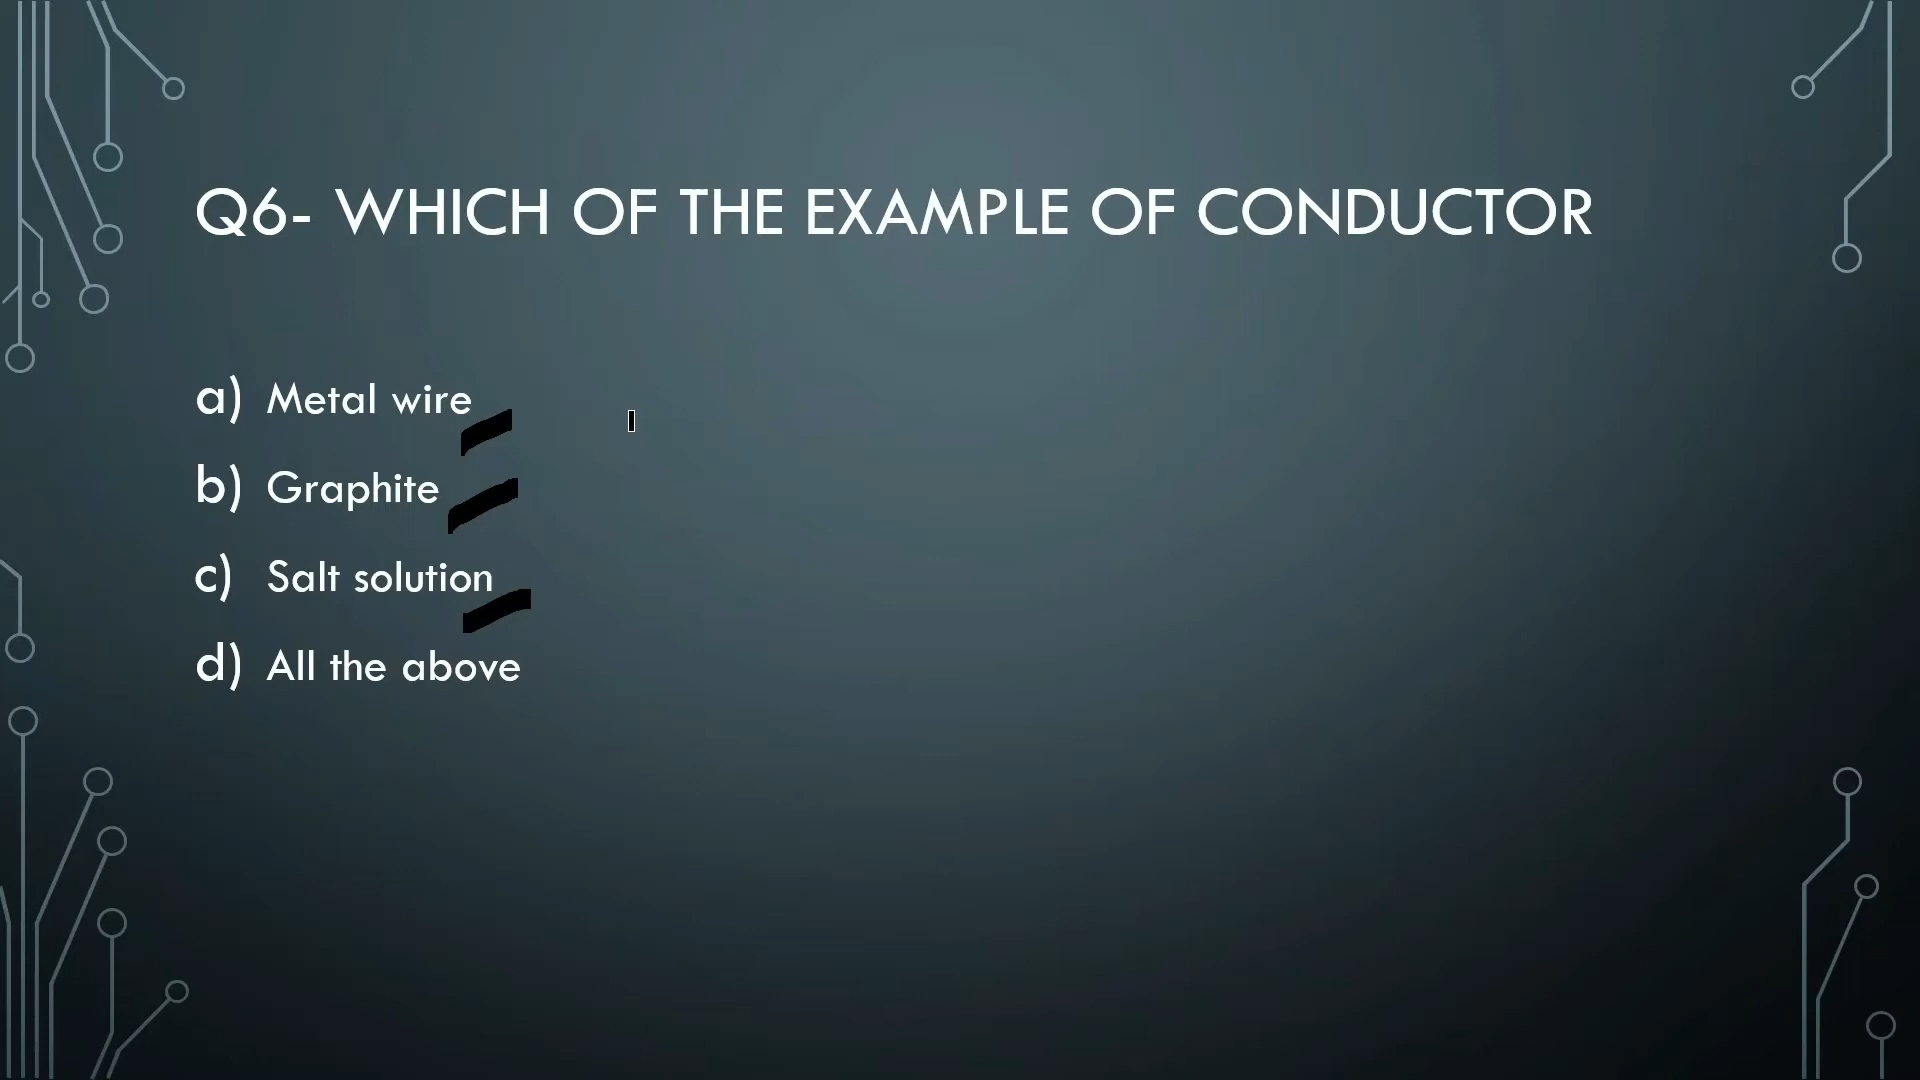 Q6- WHICH OF THE EXAMPLE OF CONDUCTOR
a) Metal wire
b) Graphite
c) Salt solution
d) All the above